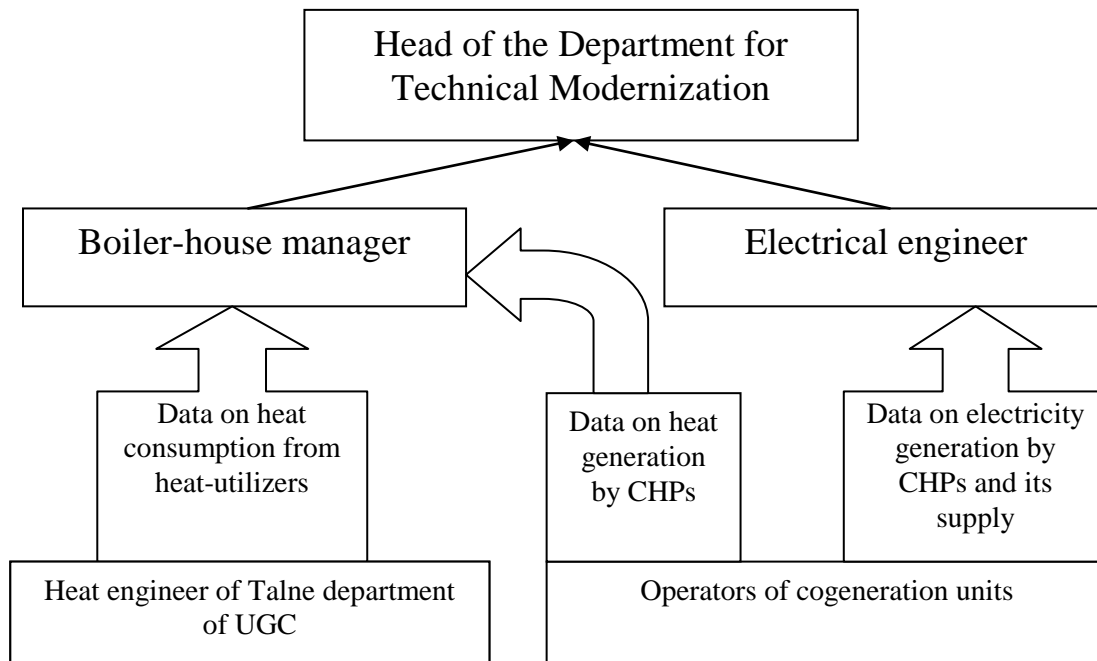 Head of the Department for
Technical Modernization
Boiler-house manager
Electrical engineer
Data on heat
consumption from
heat-utilizers
Data on heat
generation
by CHPs
Data on electricity
generation by
CHPs and its
supply
Heat engineer of Talne department
of UGC
Operators of cogeneration units